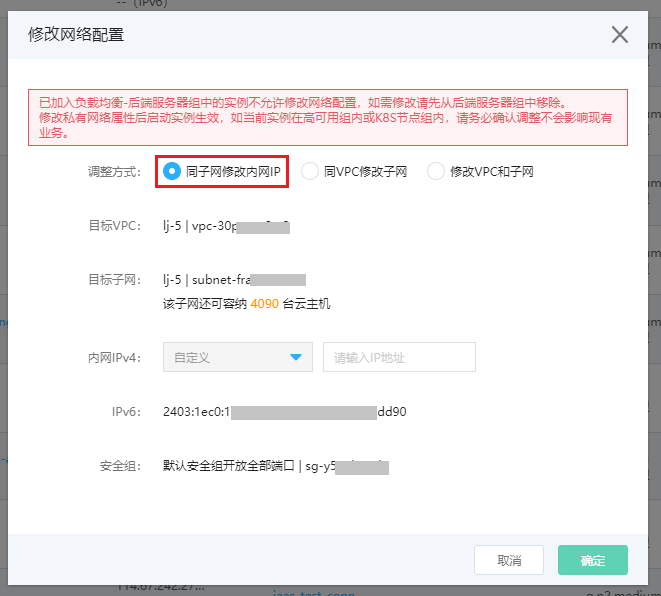 -- (IPv6)
修改网络配置
已加入负载均衡-后端服务器组中的实例不允许修改网络配置，如需修改请先从后端服务器组中移除。
修改私有网络属性后启动实例生效，如当前实例在高可用组内或K8S节点组内，请务必确认调整不会影响现有
业务。
调整方式： 同子网修改内网IP 同VPC修改子网 修改VPC和子网
目标VPC： lj-5 | vpc-30
目标子网： lj-5 | subnet-fra
该子网还可容纳 4090 台云主机
内网IPv4： 自定义 请输入IP地址
IPv6： 2403:1ec0:1 dd90
安全组： 默认安全组开放全部端口 | sg-y5
取消 确定